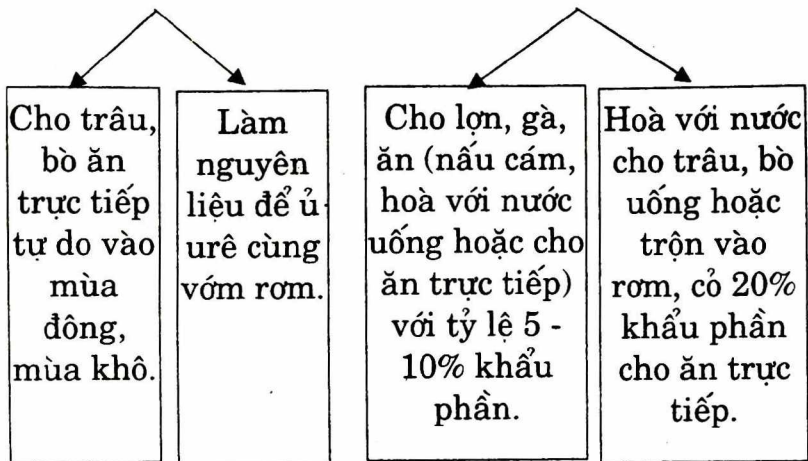 Cho trâu,
bò ăn
trực tiếp
tự do vào
mùa
đông,
mùa khô.
Làm
nguyên
liệu để ủ
urê cùng
vớm rơm.
Cho lợn, gà,
ăn (nấu cám,
hoà với nước
uống hoặc cho
ăn trực tiếp)
với tỷ lệ 5 -
10% khẩu
phần.
Hoà với nước
cho trâu, bò
uống hoặc
trộn vào
rơm, cỏ 20%
khẩu phần
cho ăn trực
tiếp.